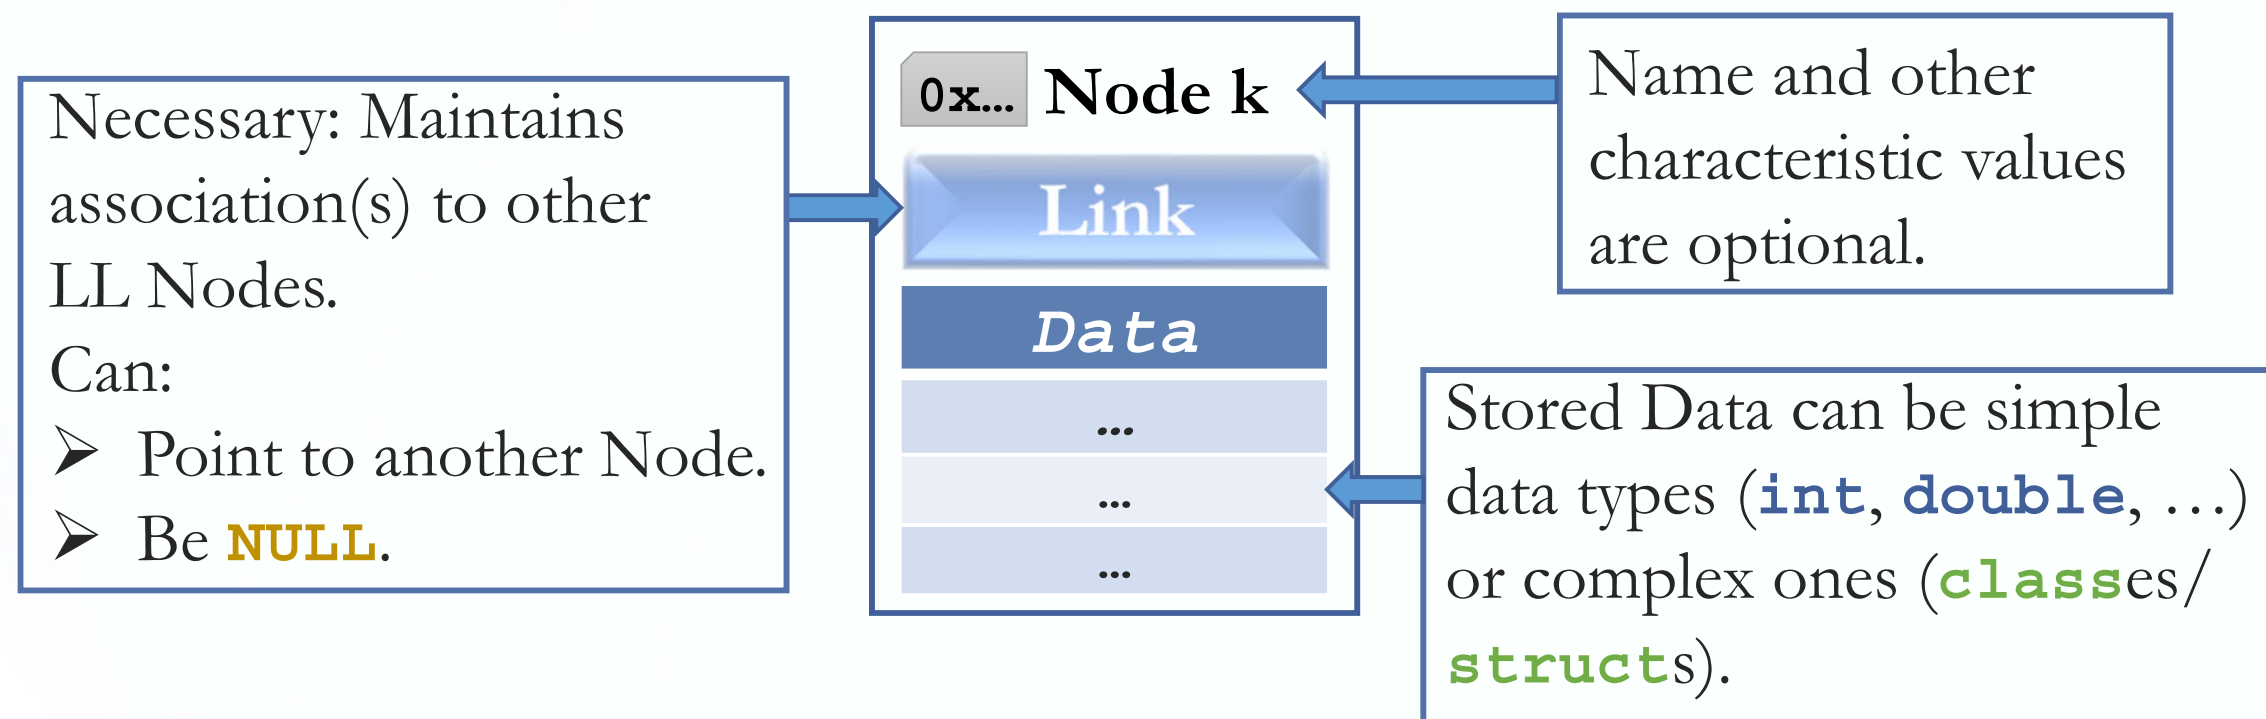 Necessary: Maintains
association(s) to other
LL Nodes.
Can:
➢ Point to another Node.
➢ Be NULL.
0x… Node k
Link
Data
…
…
…
Name and other
characteristic values
are optional.
Stored Data can be simple
data types (int, double, …)
or complex ones (classes/
structs).